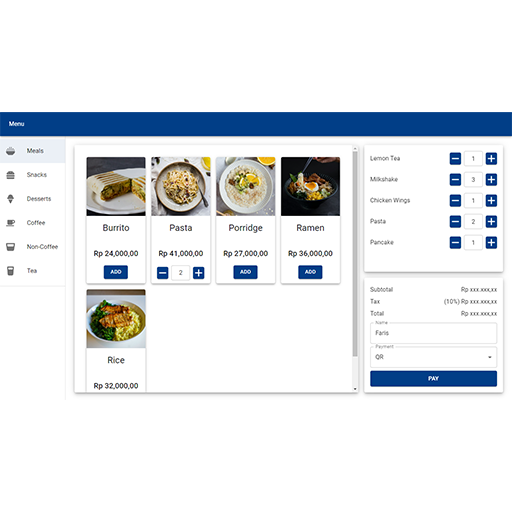 Menu
Meals
Snacks
Desserts
Coffee
Non-Coffee
Tea
Burrito
Rp 24,000,00
ADD
Pasta
Rp 41,000,00
2
Porridge
Rp 27,000,00
ADD
Ramen
Rp 36,000,00
ADD
Rice
Rp 32,000,00
Lemon Tea 1
Milkshake 3
Chicken Wings 1
Pasta 2
Pancake 1
Subtotal Rp xxx.xxx,xx
Tax (10%) Rp xxx.xxx,xx
Total Rp xxx.xxx,xx
Name
Faris
Payment
QR
PAY